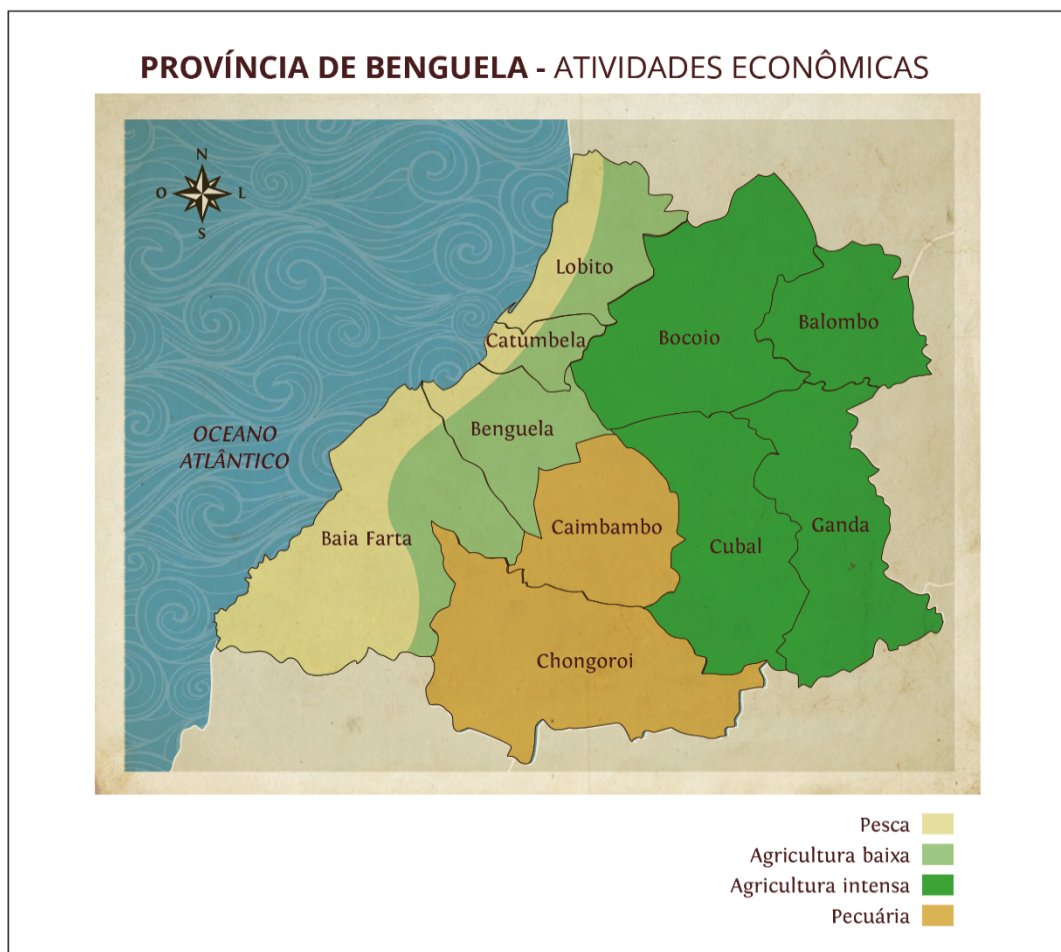 PROVÍNCIA DE BENGUELA - ATIVIDADES ECONÔMICAS
N
O L
S
Lobito
Catumbela
Bocoio
Balombo
Benguela
OCEANO
ATLÂNTICO
Baia Farta
Caimbambo
Cubal
Ganda
Chongoroi
Pesca
Agricultura baixa
Agricultura intensa
Pecuária